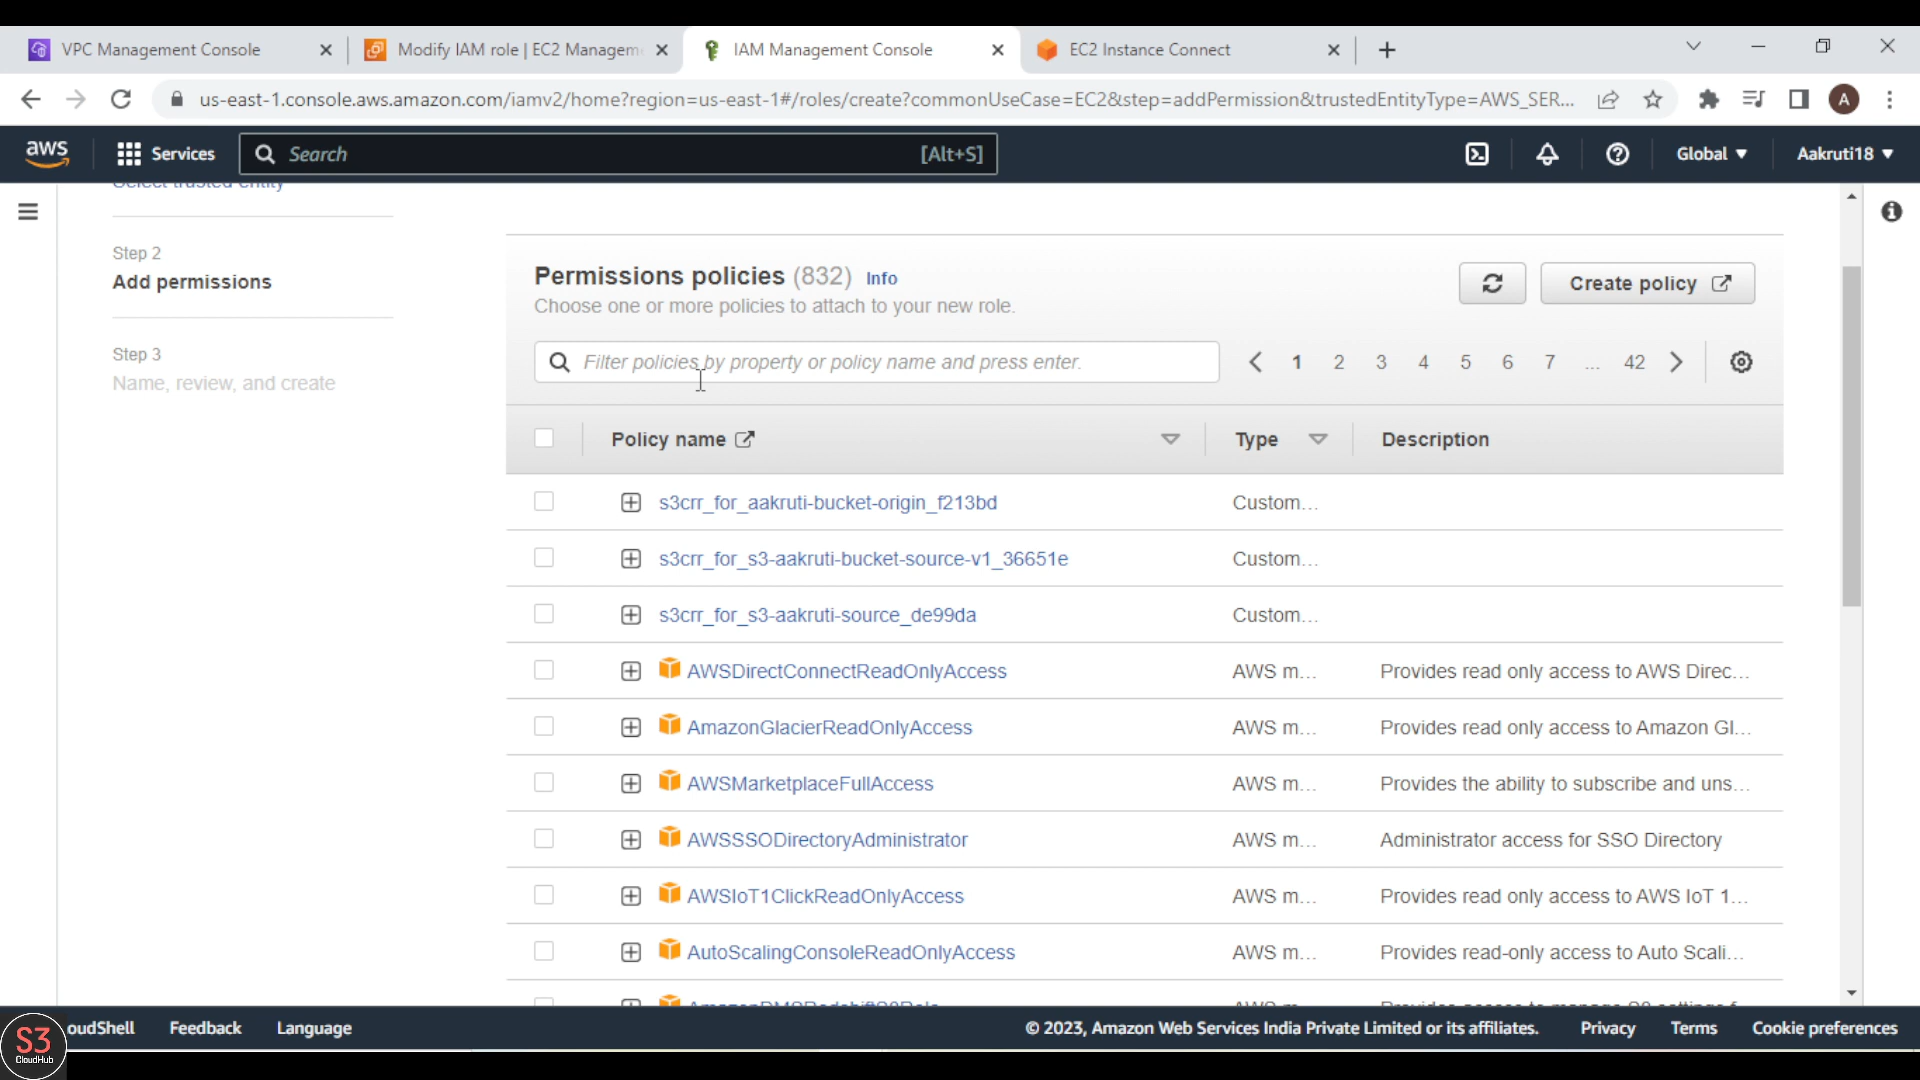 VPC Management Console
Modify IAM role | EC2 Managem
IAM Management Console
EC2 Instance Connect
us-east-1.console.aws.amazon.com/iamv2/home?region=us-east-1#/roles/create?commonUseCase=EC2&step=addPermission&trustedEntityType=AWS_SER...
A
aws
Services
Search
[Alt+S]
Global
Aakruti18
Select trusted entity
Step 2
Add permissions
Step 3
Name, review, and create
Permissions policies (832) Info
Choose one or more policies to attach to your new role.
Create policy
Filter policies by property or policy name and press enter.
1 2 3 4 5 6 7 ... 42
Policy name Type Description
s3crr_for_aakruti-bucket-origin_f213bd Custom...
s3crr_for_s3-aakruti-bucket-source-v1_36651e Custom...
s3crr_for_s3-aakruti-source_de99da Custom...
AWSDirectConnectReadOnlyAccess AWS m... Provides read only access to AWS Direc...
AmazonGlacierReadOnlyAccess AWS m... Provides read only access to Amazon Gl...
AWSMarketplaceFullAccess AWS m... Provides the ability to subscribe and uns...
AWSSSODirectoryAdministrator AWS m... Administrator access for SSO Directory
AWSIoT1ClickReadOnlyAccess AWS m... Provides read only access to AWS IoT 1...
AutoScalingConsoleReadOnlyAccess AWS m... Provides read-only access to Auto Scali...
oudShell Feedback Language
© 2023, Amazon Web Services India Private Limited or its affiliates. Privacy Terms Cookie preferences
S3
CloudHub